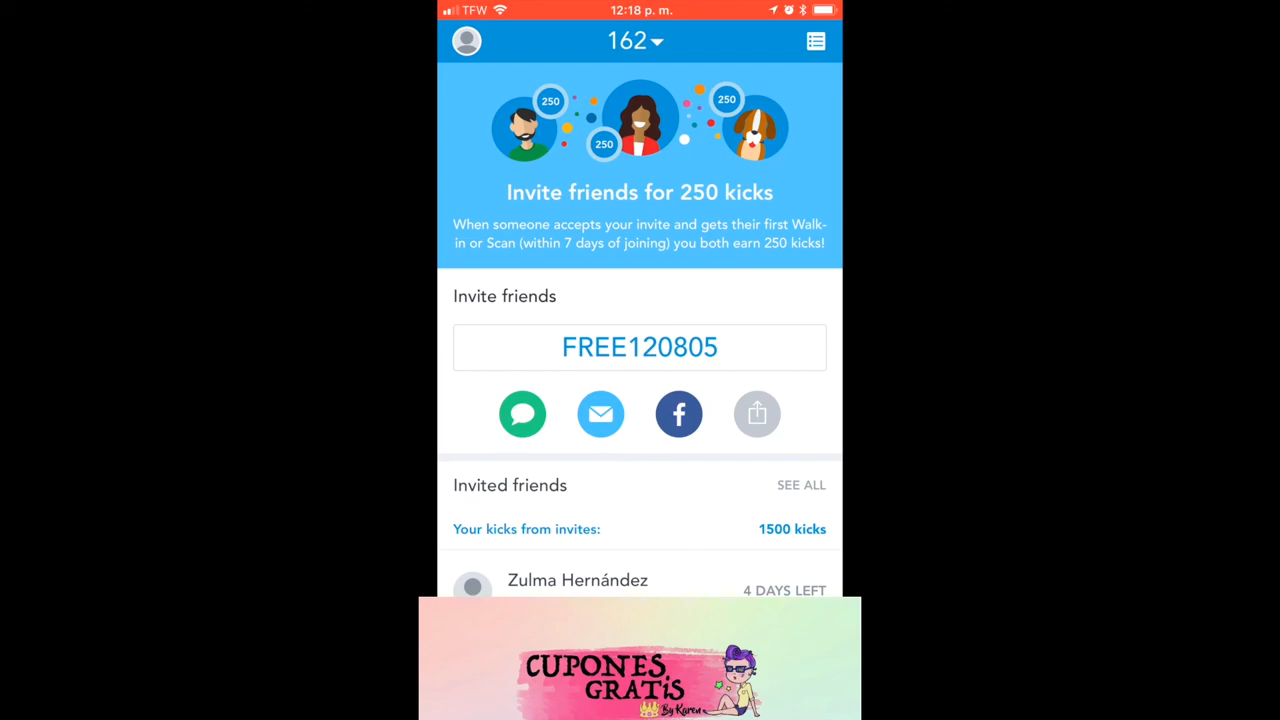 TFW 12:18 p. m.
162
250 250
250
Invite friends for 250 kicks
When someone accepts your invite and gets their first Walk-
in or Scan (within 7 days of joining) you both earn 250 kicks!
Invite friends
FREE120805
f
Invited friends SEE ALL
Your kicks from invites: 1500 kicks
Zulma Hernández
4 DAYS LEFT
CUPONES
GRATiS
By Karen